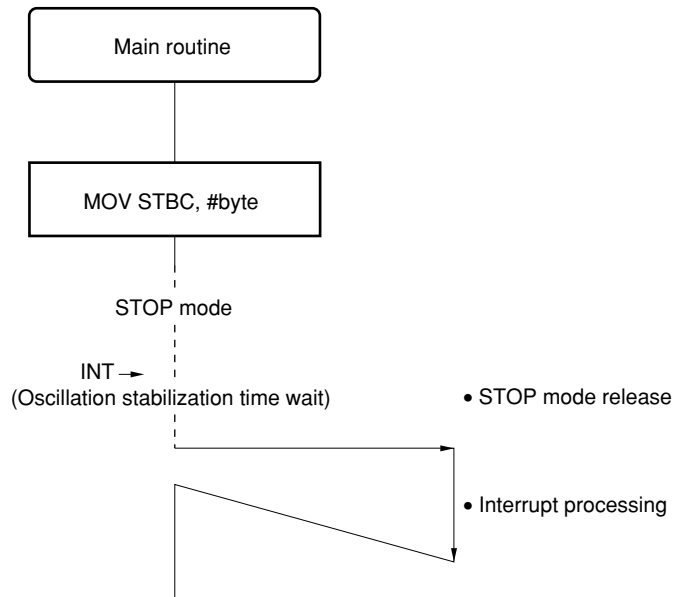 Main routine
MOV STBC, #byte
STOP mode
INT →
(Oscillation stabilization time wait)
• STOP mode release
• Interrupt processing